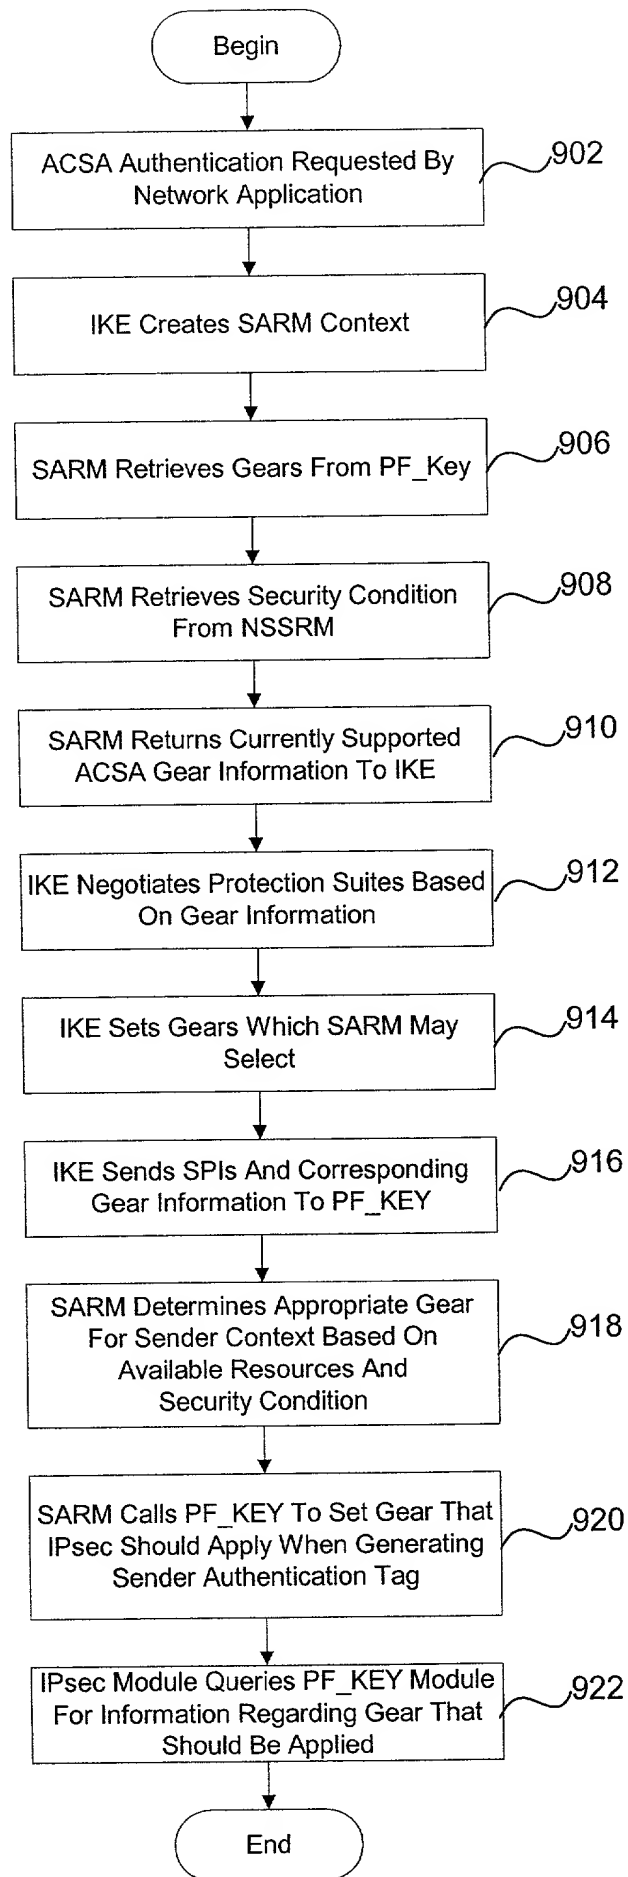 Begin
ACSA Authentication Requested By
Network Application
902
IKE Creates SARM Context
904
SARM Retrieves Gears From PF_Key
906
SARM Retrieves Security Condition
From NSSRM
908
SARM Returns Currently Supported
ACSA Gear Information To IKE
910
IKE Negotiates Protection Suites Based
On Gear Information
912
IKE Sets Gears Which SARM May
Select
914
IKE Sends SPIs And Corresponding
Gear Information To PF_KEY
916
SARM Determines Appropriate Gear
For Sender Context Based On
Available Resources And
Security Condition
918
SARM Calls PF_KEY To Set Gear That
IPsec Should Apply When Generating
Sender Authentication Tag
920
IPsec Module Queries PF_KEY Module
For Information Regarding Gear That
Should Be Applied
922
End